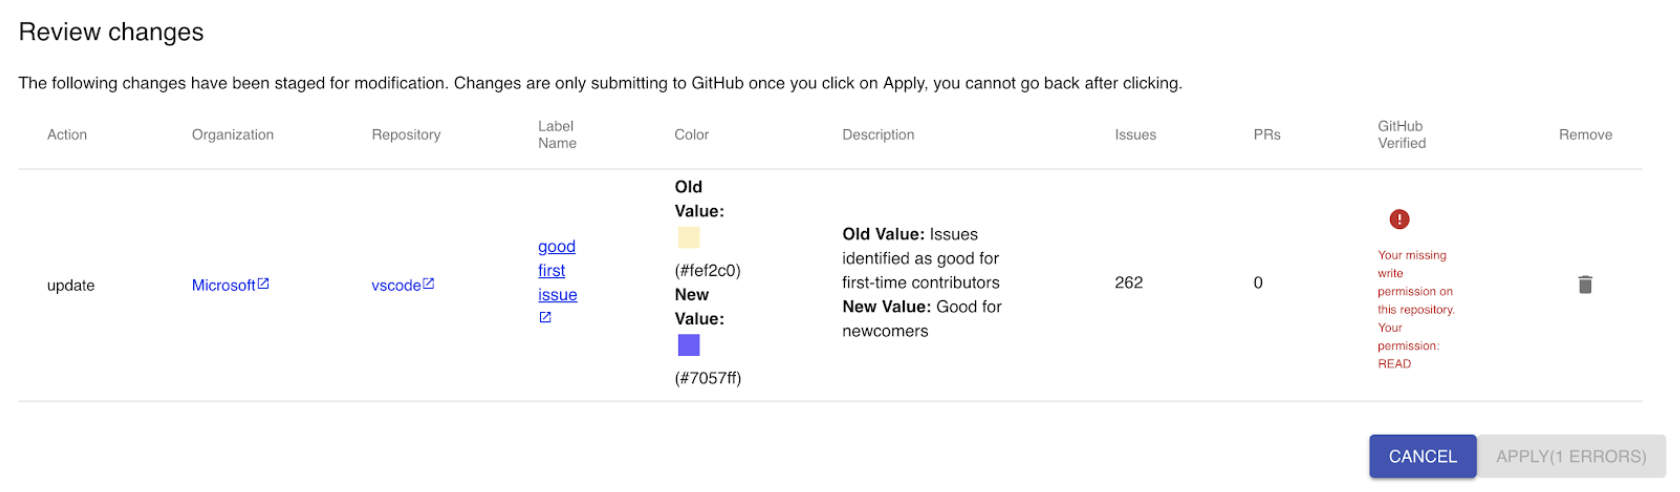 Review changes
The following changes have been staged for modification. Changes are only submitting to GitHub once you click on Apply, you cannot go back after clicking.
Action
Organization
Repository
Label
Name
Color
Description
Issues
PRs
GitHub
Verified
Remove
update
Microsoft
vscode
good
first
issue
Old
Value:
(#fef2c0)
New
Value:
(#7057ff)
Old Value: Issues
identified as good for
first-time contributors
New Value: Good for
newcomers
262
0
Your missing
write
permission on
this repository.
Your
permission:
READ
CANCEL
APPLY(1 ERRORS)